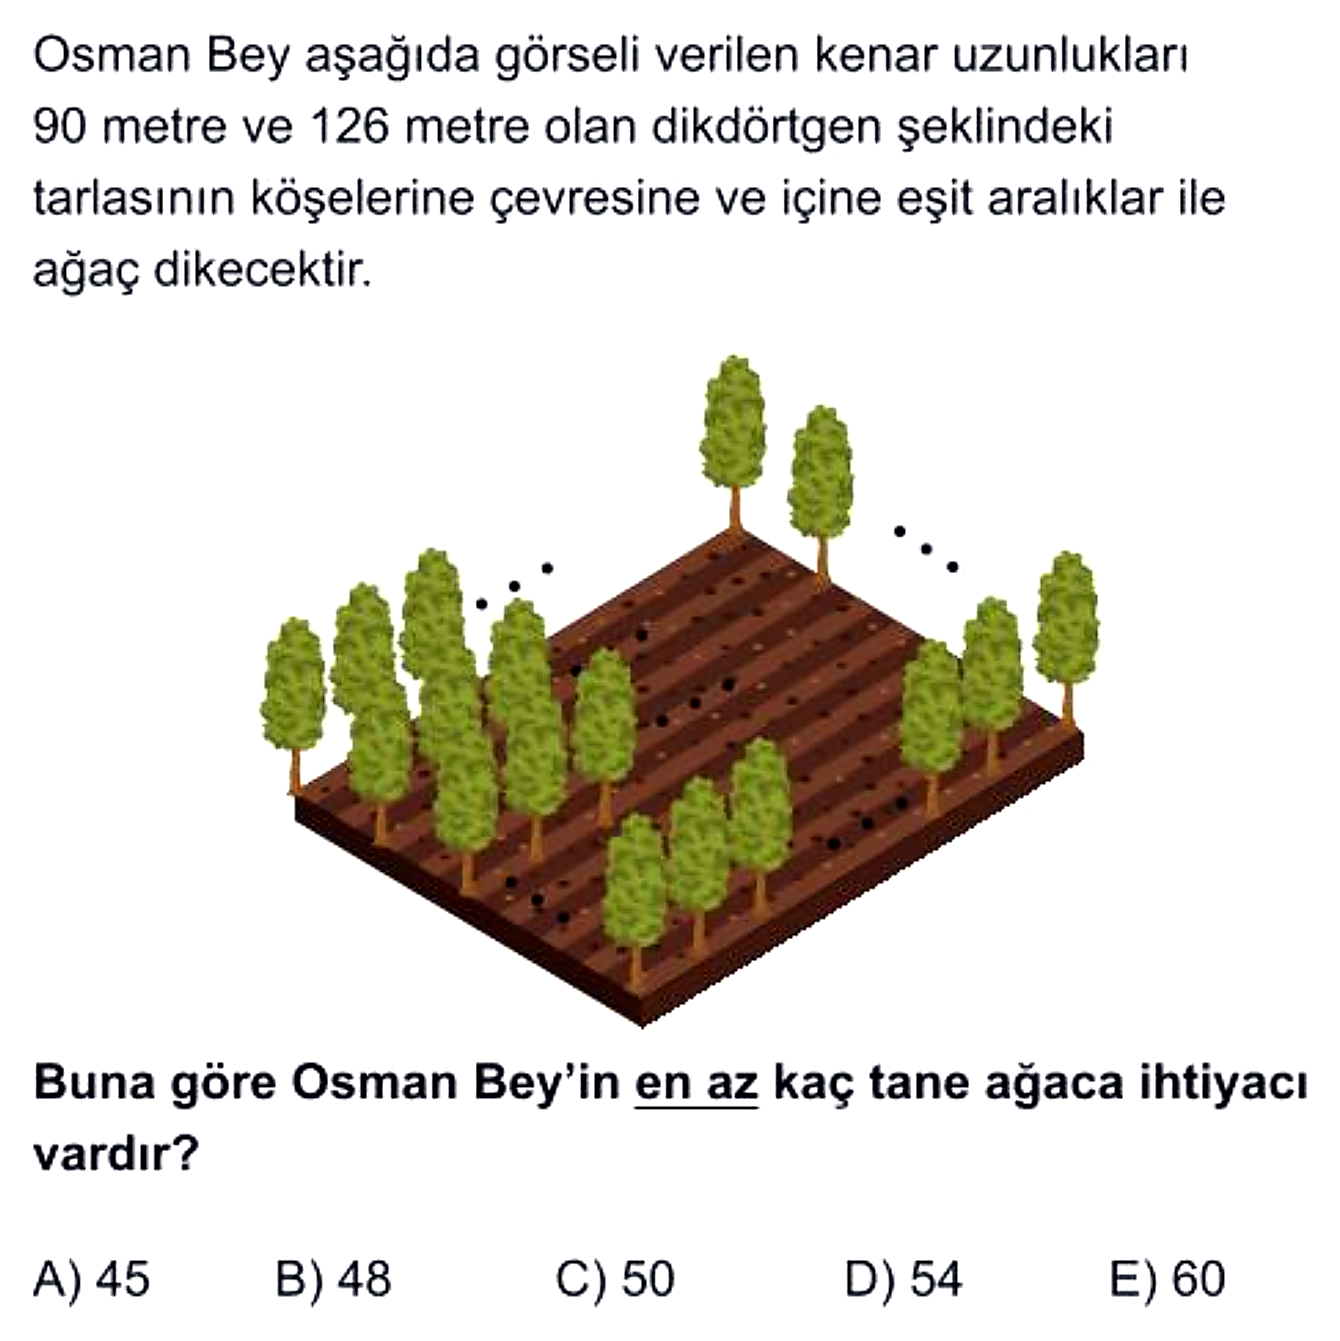 Osman Bey aşağıda görseli verilen kenar uzunlukları
90 metre ve 126 metre olan dikdörtgen şeklindeki
tarlasının köşelerine çevresine ve içine eşit aralıklar ile
ağaç dikecektir.
Buna göre Osman Bey’in en az kaç tane ağaca ihtiyacı
vardır?
A) 45 B) 48 C) 50 D) 54 E) 60